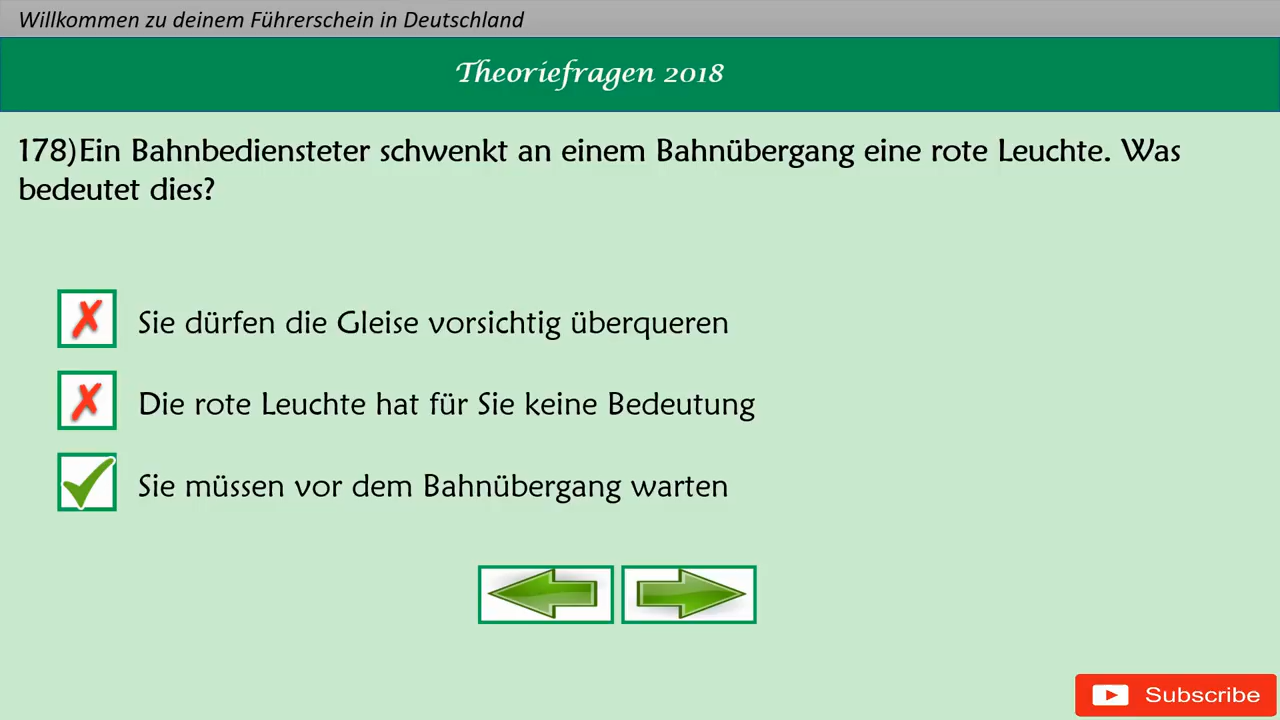 Willkommen zu deinem Führerschein in Deutschland
Theoriefragen 2018
178)Ein Bahnbediensteter schwenkt an einem Bahnübergang eine rote Leuchte. Was
bedeutet dies?
Sie dürfen die Gleise vorsichtig überqueren
Die rote Leuchte hat für Sie keine Bedeutung
Sie müssen vor dem Bahnübergang warten
Subscribe